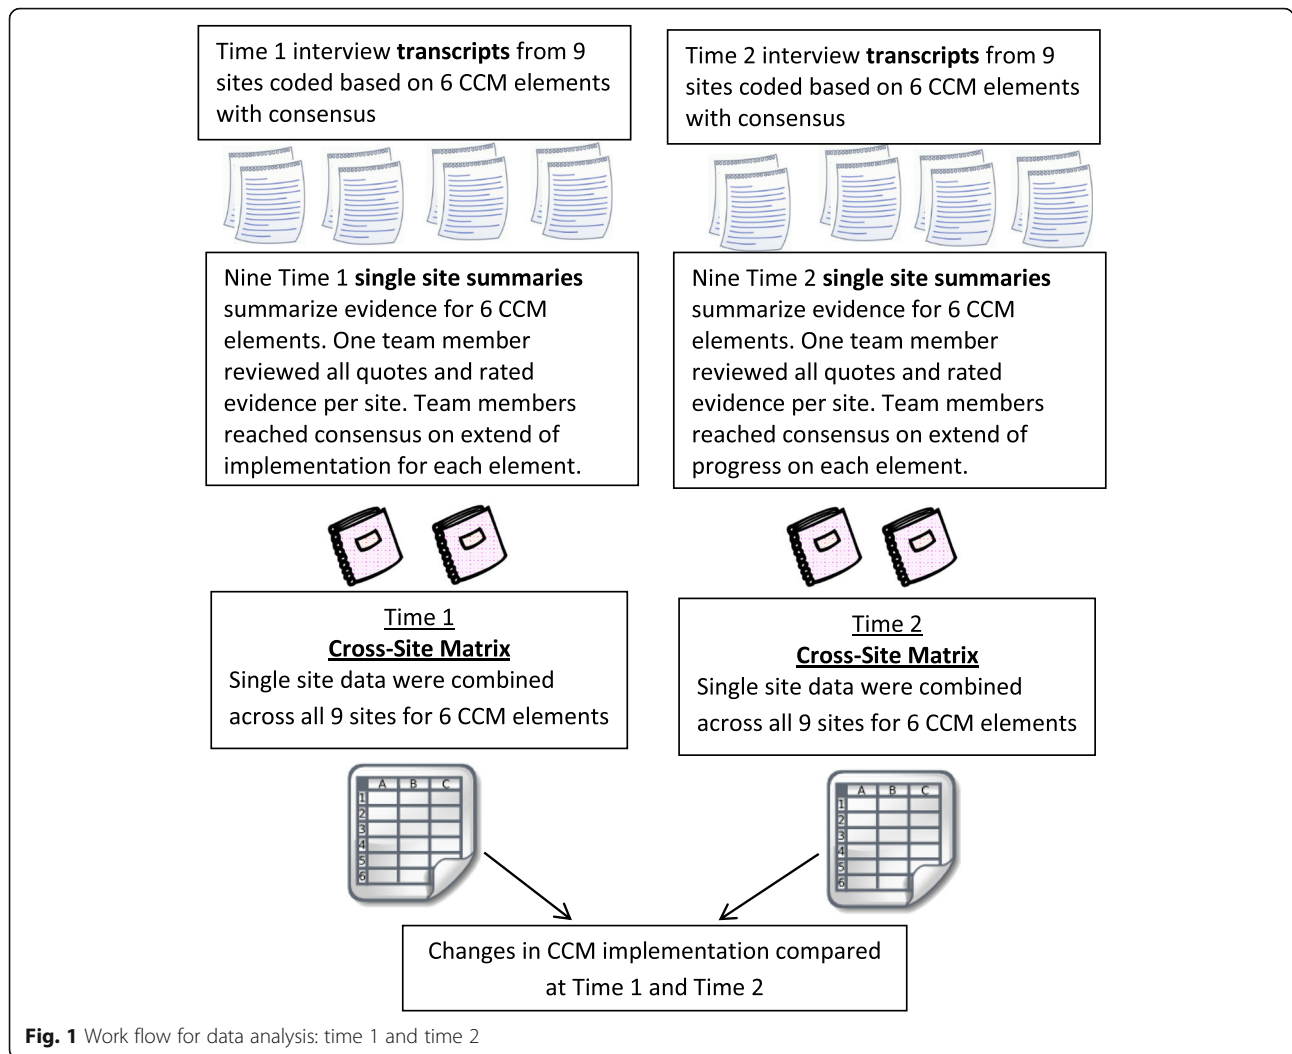 Time 1 interview transcripts from 9
sites coded based on 6 CCM elements
with consensus
Time 2 interview transcripts from 9
sites coded based on 6 CCM elements
with consensus
Nine Time 1 single site summaries
summarize evidence for 6 CCM
elements. One team member
reviewed all quotes and rated
evidence per site. Team members
reached consensus on extend of
implementation for each element.
Nine Time 2 single site summaries
summarize evidence for 6 CCM
elements. One team member
reviewed all quotes and rated
evidence per site. Team members
reached consensus on extend of
progress on each element.
Time 1
Cross-Site Matrix
Single site data were combined
across all 9 sites for 6 CCM elements
Time 2
Cross-Site Matrix
Single site data were combined
across all 9 sites for 6 CCM elements
A B C
1
2
3
4
5
6
A B C
1
2
3
4
5
6
Changes in CCM implementation compared
at Time 1 and Time 2
Fig. 1 Work flow for data analysis: time 1 and time 2